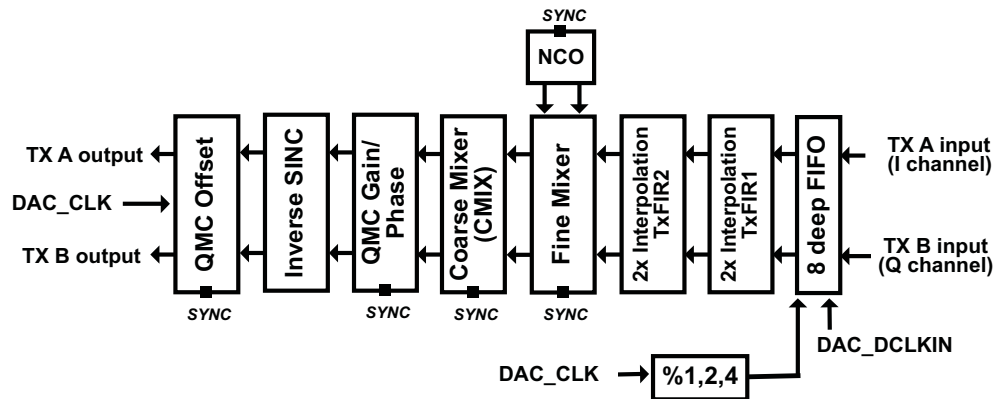 SYNC
NCO
TX A output
DAC_CLK
TX B output
QMC Offset
Inverse SINC
QMC Gain/
Phase
Coarse Mixer
(CMIX)
Fine Mixer
2x Interpolation
TxFIR2
2x Interpolation
TxFIR1
8 deep FIFO
TX A input
(I channel)
TX B input
(Q channel)
SYNC
SYNC
SYNC
SYNC
DAC_DCLKIN
DAC_CLK
%1,2,4